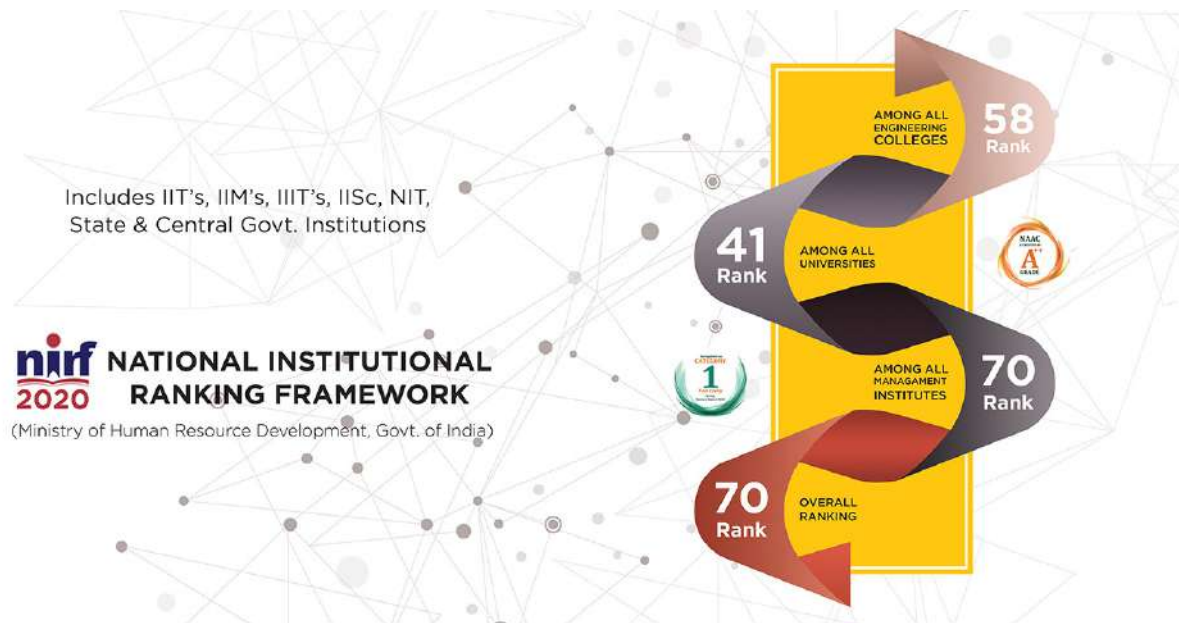 Includes IIT's, IIM's, IIIT's, IISc, NIT,
State & Central Govt. Institutions
nirf
2020
NATIONAL INSTITUTIONAL
RANKING FRAMEWORK
(Ministry of Human Resource Development, Govt. of India)
AMONG ALL
ENGINEERING
COLLEGES
58
Rank
41
Rank
AMONG ALL
UNIVERSITIES
NAAC
A++
GRADE
CATEGORY
1
AMONG ALL
MANAGAMENT
INSTITUTES
70
Rank
70
Rank
OVERALL
RANKING